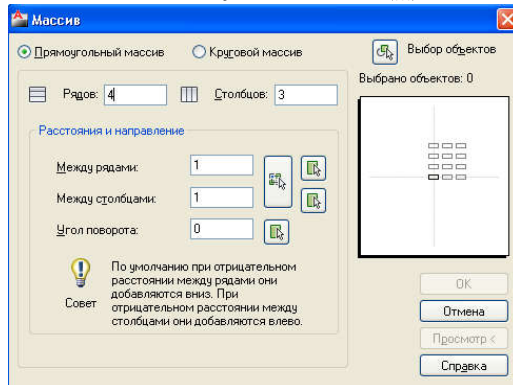 Массив
Прямоугольный массив
Круговой массив
Выбор объектов
Выбрано объектов: 0
Рядов: 4
Столбцов: 3
Расстояния и направление
Между рядами: 1
Между столбцами: 1
Угол поворота: 0
Совет
По умолчанию при отрицательном
расстоянии между рядами они
добавляются вниз. При
отрицательном расстоянии между
столбцами они добавляются влево.
OK
Отмена
Просмотр <
Справка